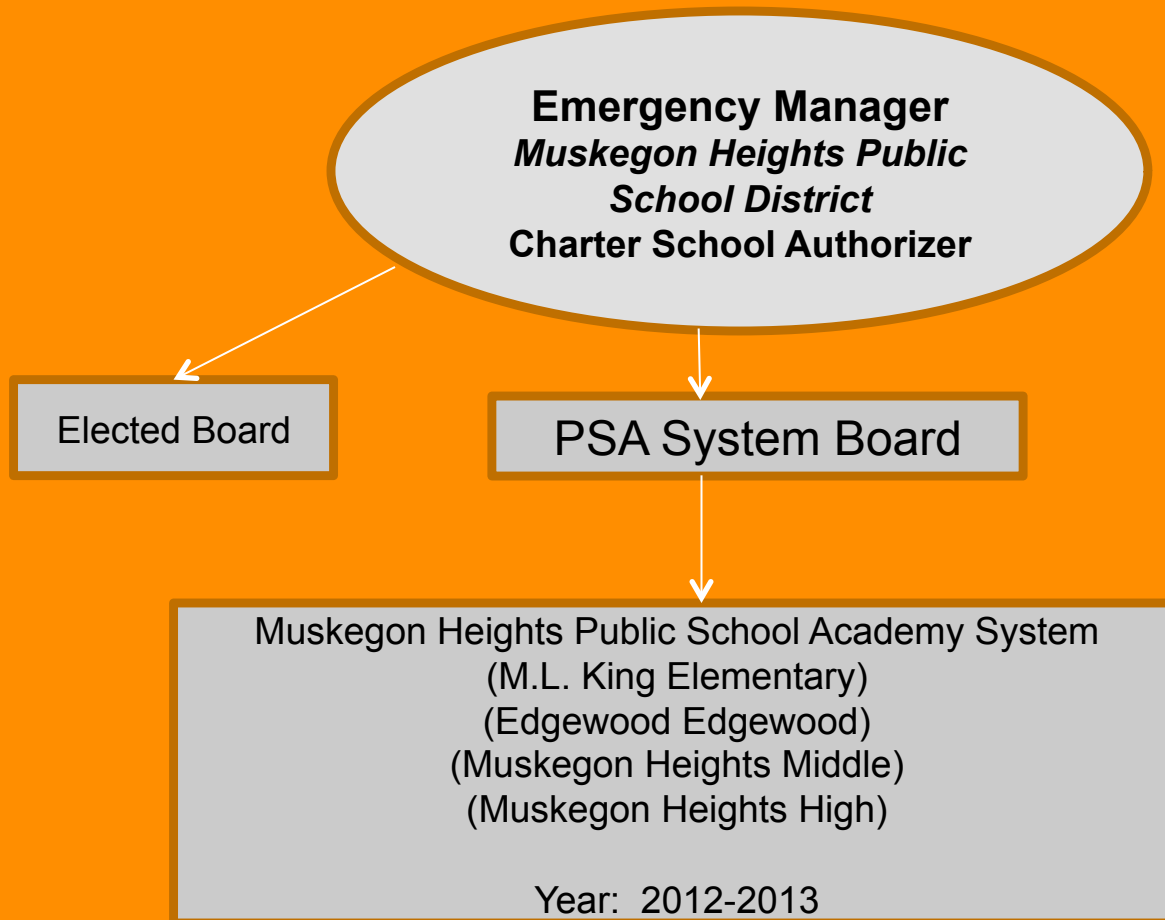 Emergency Manager
Muskegon Heights Public
School District
Charter School Authorizer
Elected Board
PSA System Board
Muskegon Heights Public School Academy System
(M.L. King Elementary)
(Edgewood Edgewood)
(Muskegon Heights Middle)
(Muskegon Heights High)
Year: 2012-2013